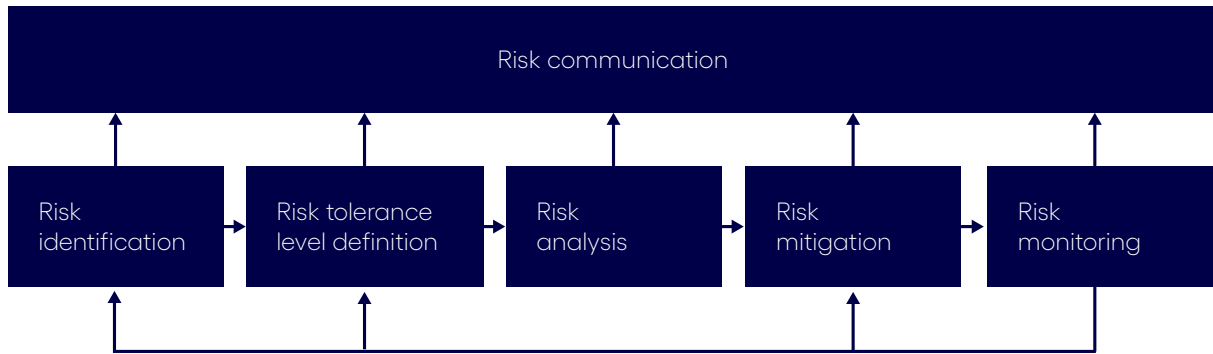 Risk communication
Risk
identification
Risk tolerance
level definition
Risk
analysis
Risk
mitigation
Risk
monitoring